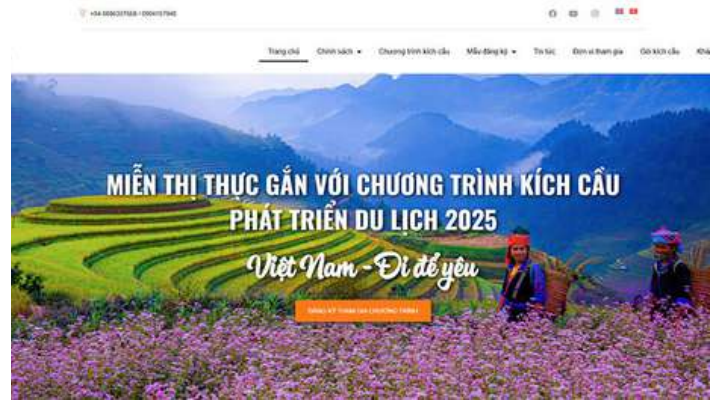 Trang chủ Chính sách Chương trình kích cầu Mẫu đăng ký Tin tức Đơn vị tham gia Gói kích cầu
MIỄN THỊ THỰC GẮN VỚI CHƯƠNG TRÌNH KÍCH CẦU
PHÁT TRIỂN DU LỊCH 2025
Việt Nam - Đi để yêu
ĐĂNG KÝ THAM GIA CHƯƠNG TRÌNH